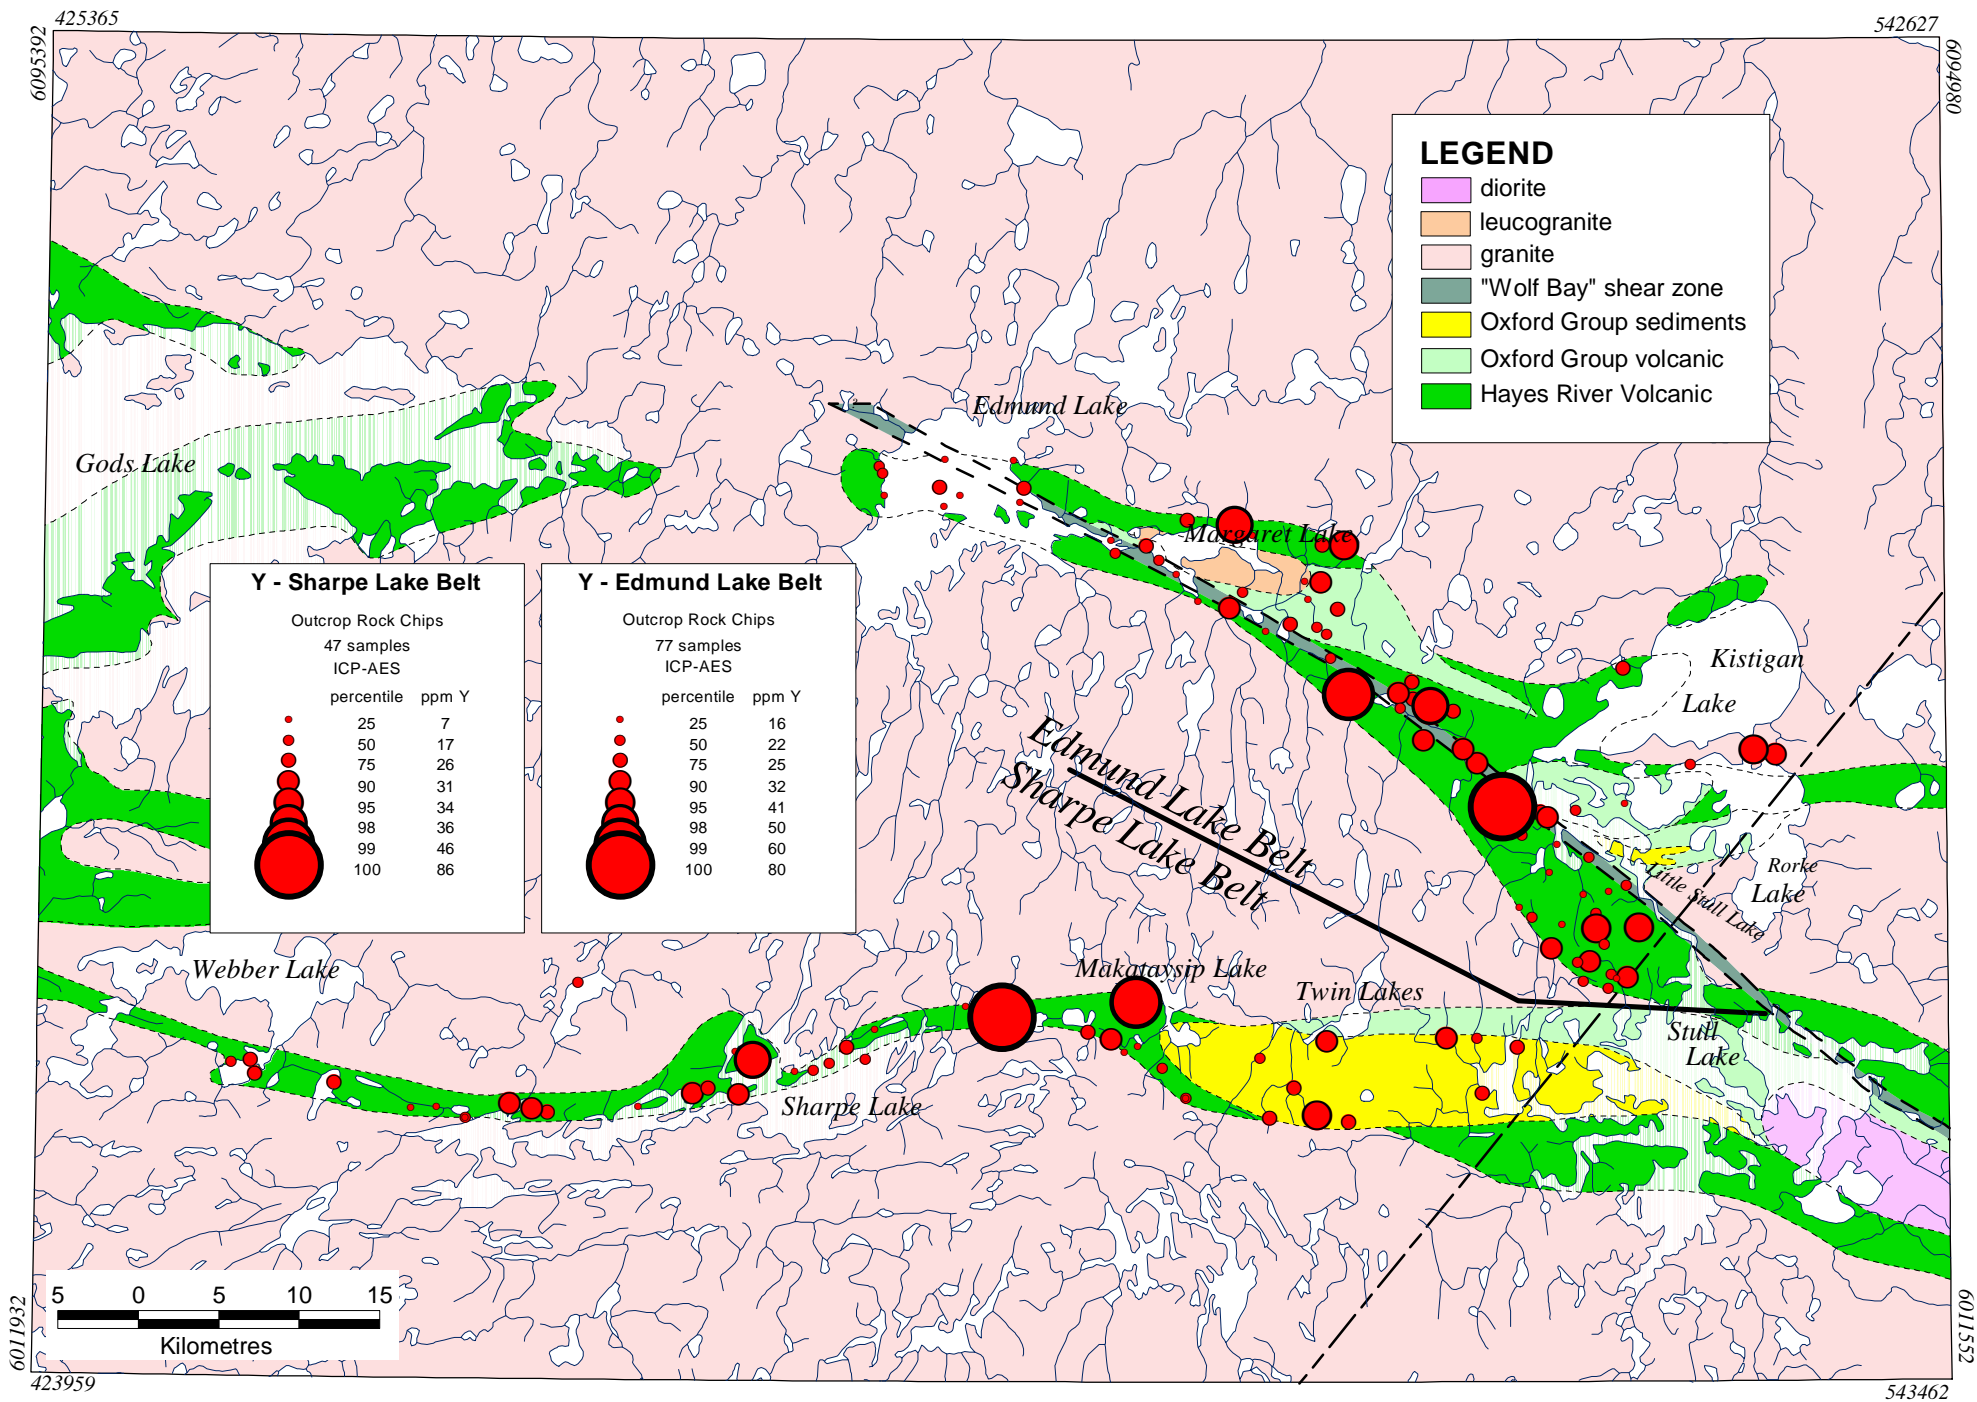 425365
542627
6095392
6094980
LEGEND
diorite
leucogranite
granite
"Wolf Bay" shear zone
Oxford Group sediments
Oxford Group volcanic
Hayes River Volcanic
Edmund Lake
Gods Lake
Margaret Lake
Kistigan
Lake
Y - Sharpe Lake Belt
Outcrop Rock Chips
47 samples
ICP-AES
percentile ppm Y
25 7
50 17
75 26
90 31
95 34
98 36
99 46
100 86
Y - Edmund Lake Belt
Outcrop Rock Chips
77 samples
ICP-AES
percentile ppm Y
25 16
50 22
75 25
90 32
95 41
98 50
99 60
100 80
Edmund Lake Belt
Sharpe Lake Belt
Rorke
Lake
Little Stull Lake
Webber Lake
Makataysip Lake
Twin Lakes
Stull
Lake
Sharpe Lake
5 0 5 10 15
Kilometres
6011932
6011552
423959
543462